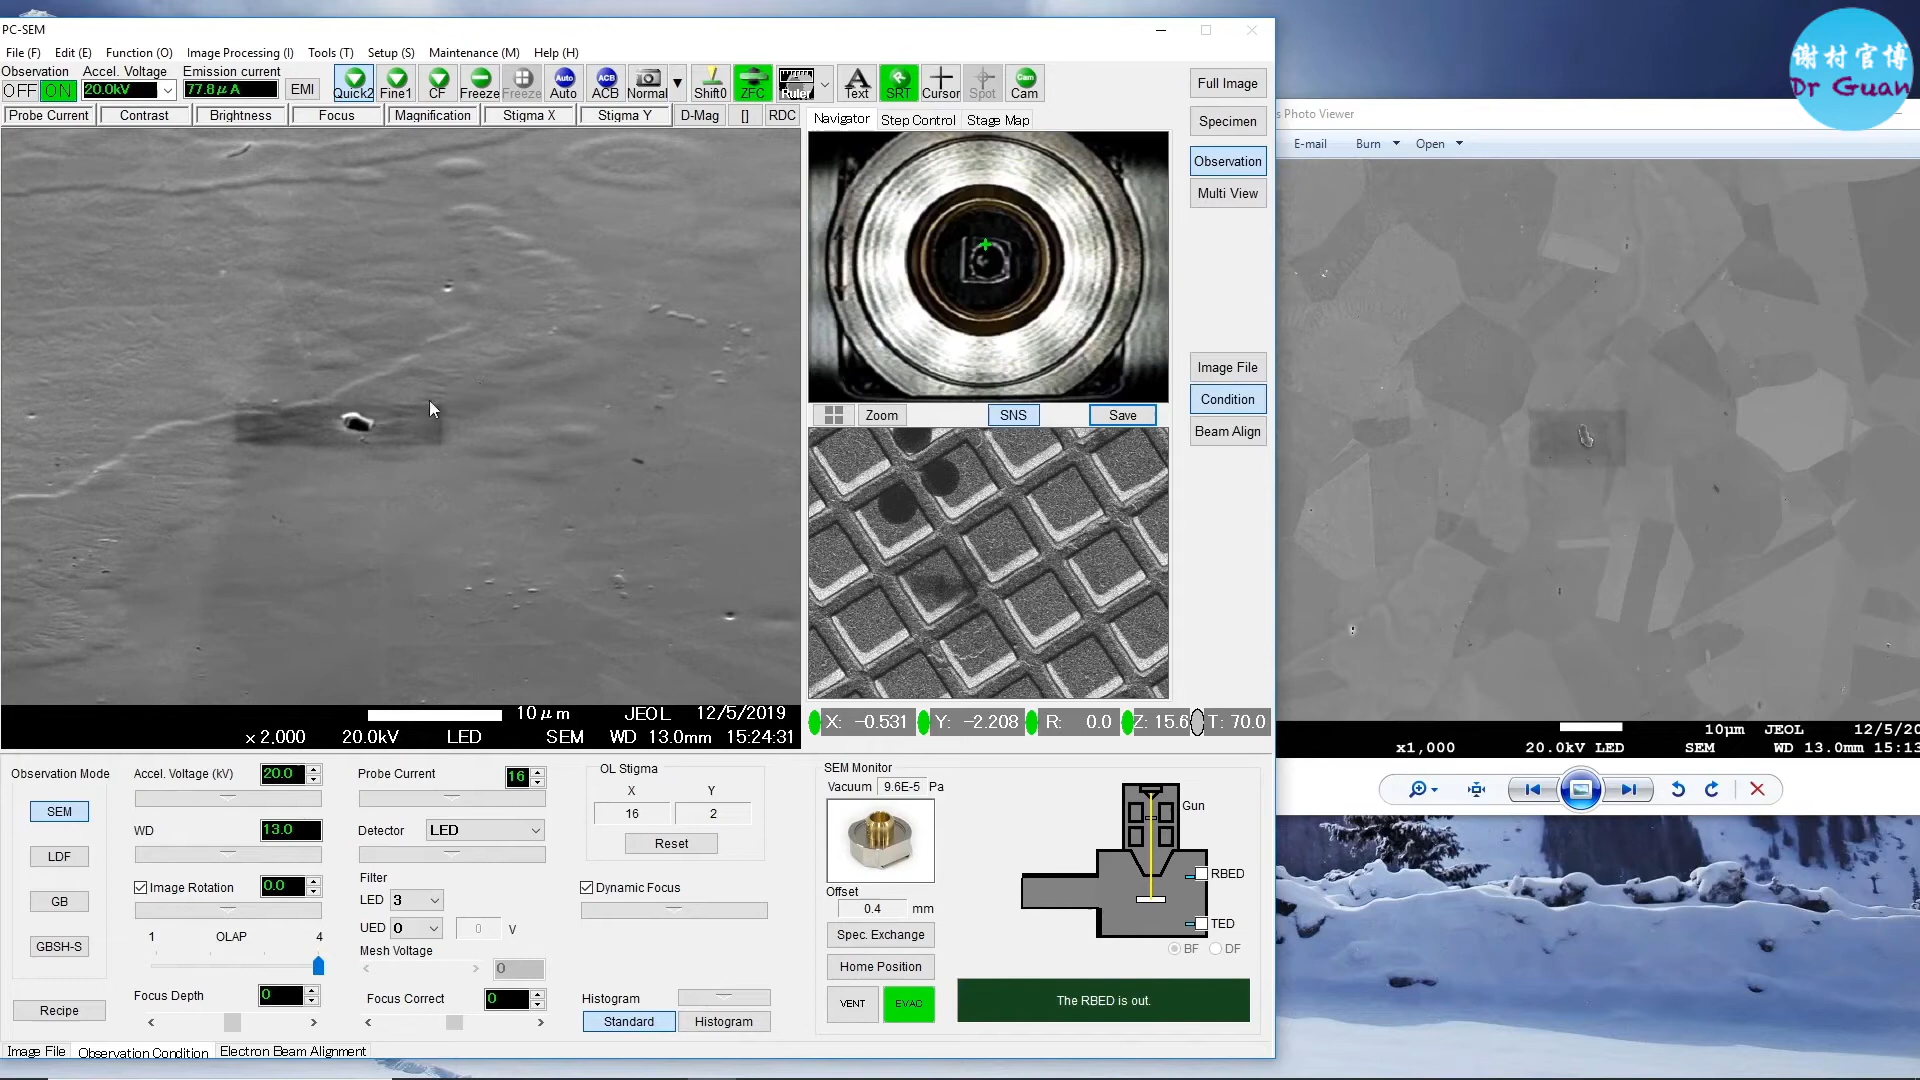 PC-SEM
File (F) Edit (E) Function (O) Image Processing (I) Tools (T) Setup (S) Maintenance (M) Help (H)
Observation Accel. Voltage Emission current
OFF ON 20.0kV 77.8μA EMI Quick2 Fine1 CF Freeze Freeze Auto Auto ACB ACB Normal Shift0 ZFC Ruler Text SRT Cursor Spot Cam Cam
Probe Current Contrast Brightness Focus Magnification Stigma X Stigma Y D-Mag [] RDC
Navigator Step Control Stage Map
Full Image
Specimen
Observation
Multi View
Image File
Condition
Beam Align
Zoom SNS Save
10μm JEOL 12/5/2019
x 2,000 20.0kV LED SEM WD 13.0mm 15:24:31
X: -0.531 Y: -2.208 R: 0.0 Z: 15.6 T: 70.0
Observation Mode
SEM
LDF
GB
GBSH-S
Recipe
Accel. Voltage (kV) 20.0
WD 13.0
Image Rotation 0.0
1 OLAP 4
Focus Depth 0
Probe Current 16
Detector LED
Filter
LED 3
UED 0 0 V
Mesh Voltage
0
Focus Correct 0
OL Stigma
X Y
16 2
Reset
Dynamic Focus
Histogram
Standard Histogram
SEM Monitor
Vacuum 9.6E-5 Pa
Offset
0.4 mm
Spec. Exchange
Home Position
VENT EVAC
Gun
RBED
TED
BF DF
The RBED is out.
Image File Observation Condition Electron Beam Alignment
谢村官博
Dr Guan
s Photo Viewer
E-mail Burn Open
10μm JEOL 12/5/20
x1,000 20.0kV LED SEM WD 13.0mm 15:13